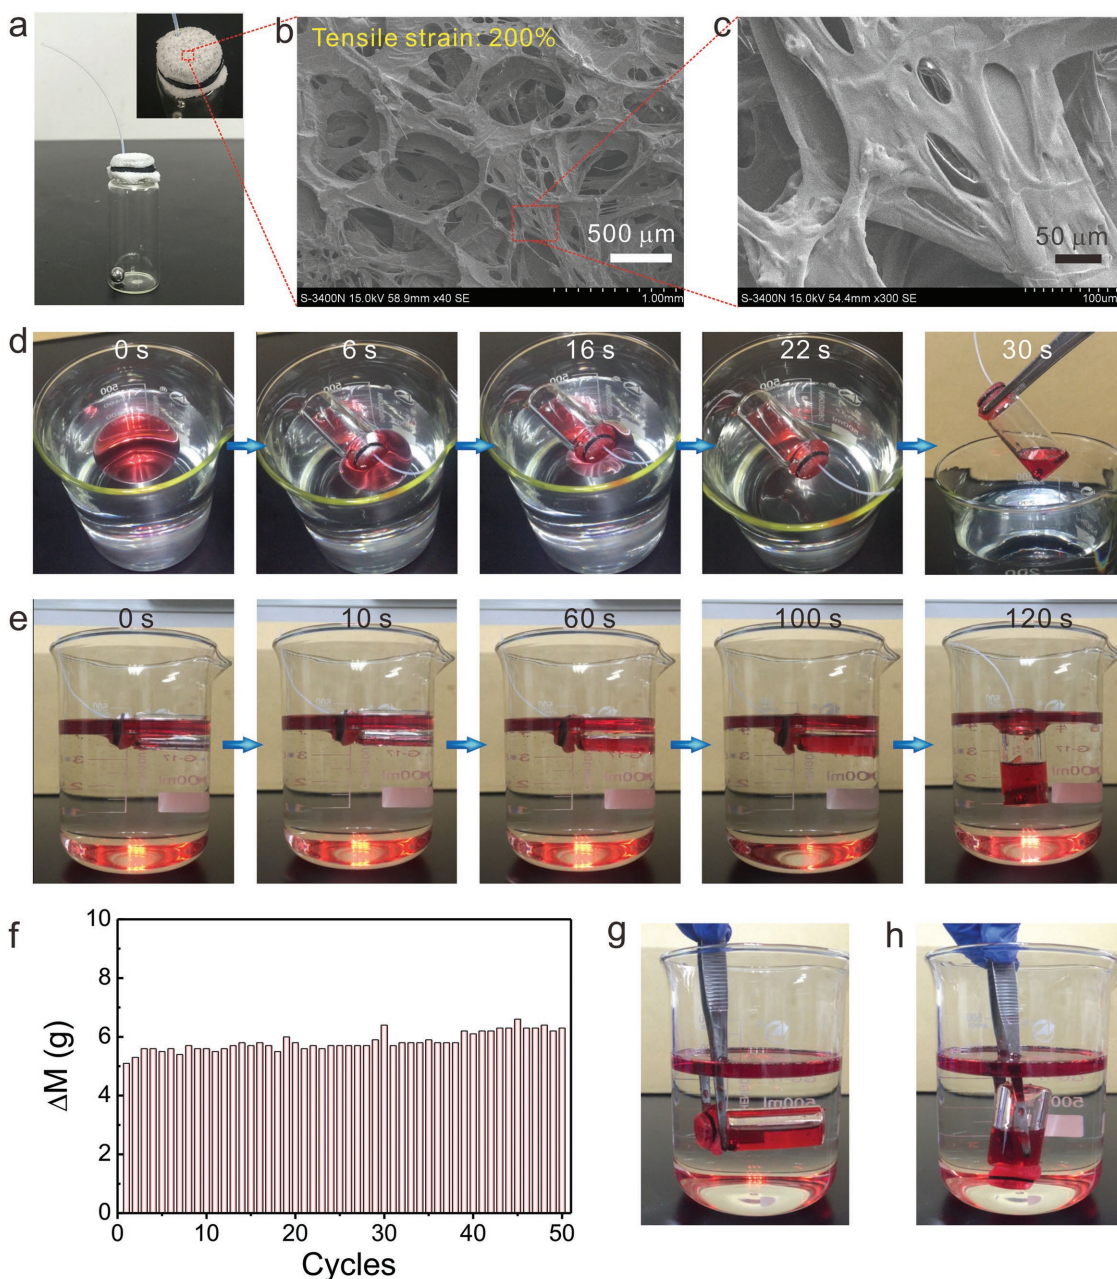 a
b
Tensile strain: 200%
500 μm
S-3400N 15.0kV 58.9mm x40 SE
1.00mm
c
50 μm
S-3400N 15.0kV 54.4mm x300 SE
100um
d
0 s
6 s
16 s
22 s
30 s
500
e
0 s
10 s
60 s
100 s
120 s
f
ΔM (g)
10
8
6
4
2
0
0
10
20
30
40
50
Cycles
g
h